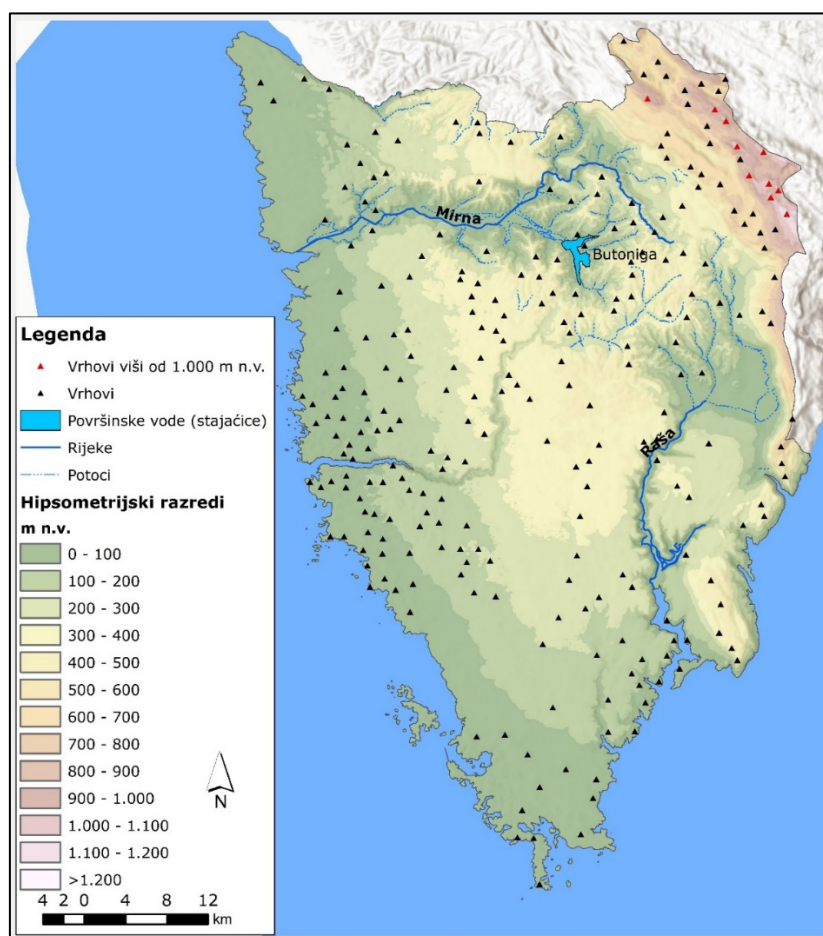 Mirna
Butoniga
Raša
Legenda
Vrhovi viši od 1.000 m n.v.
Vrhovi
Površinske vode (stajaćice)
Rijeke
Potoci
Hipsometrijski razredi
m n.v.
0 - 100
100 - 200
200 - 300
300 - 400
400 - 500
500 - 600
600 - 700
700 - 800
800 - 900
900 - 1.000
1.000 - 1.100
1.100 - 1.200
>1.200
N
4 2 0 4 8 12
km